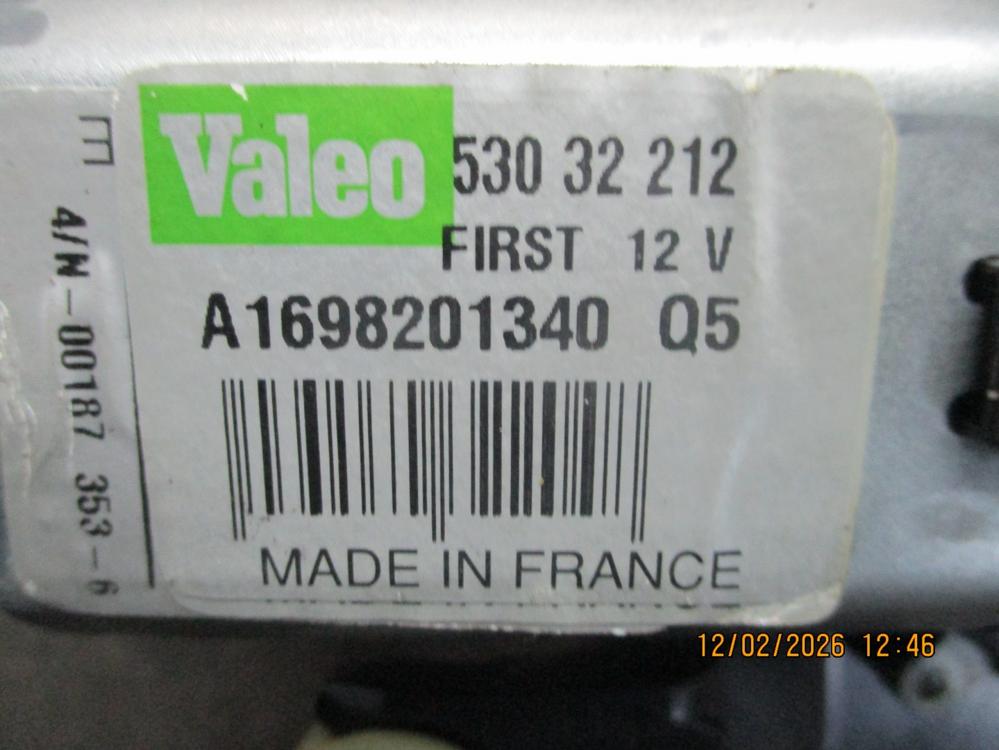 Valeo
530 32 212
FIRST 12 V
A1698201340 Q5
MADE IN FRANCE
E
4/N-00187 353-6
12/02/2026 12:46